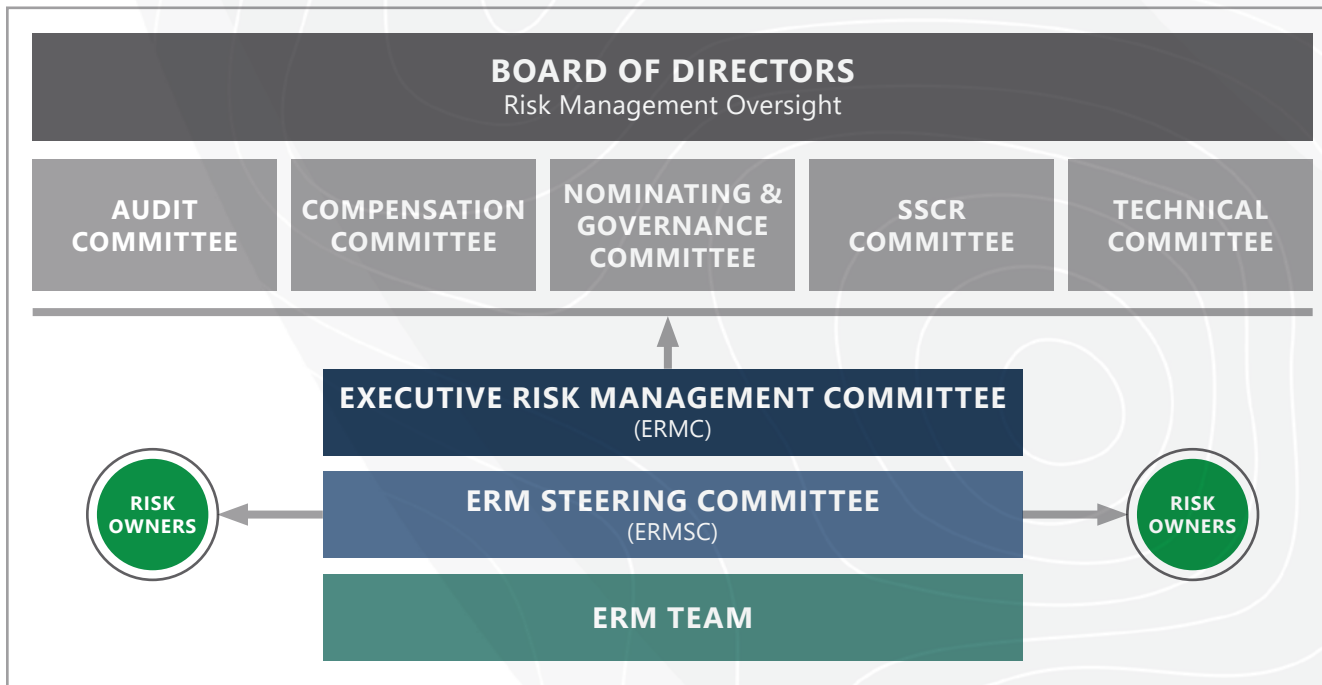 BOARD OF DIRECTORS
Risk Management Oversight
AUDIT
COMMITTEE
COMPENSATION
COMMITTEE
NOMINATING &
GOVERNANCE
COMMITTEE
SSCR
COMMITTEE
TECHNICAL
COMMITTEE
EXECUTIVE RISK MANAGEMENT COMMITTEE
(ERMC)
RISK
OWNERS
ERM STEERING COMMITTEE
(ERMSC)
RISK
OWNERS
ERM TEAM